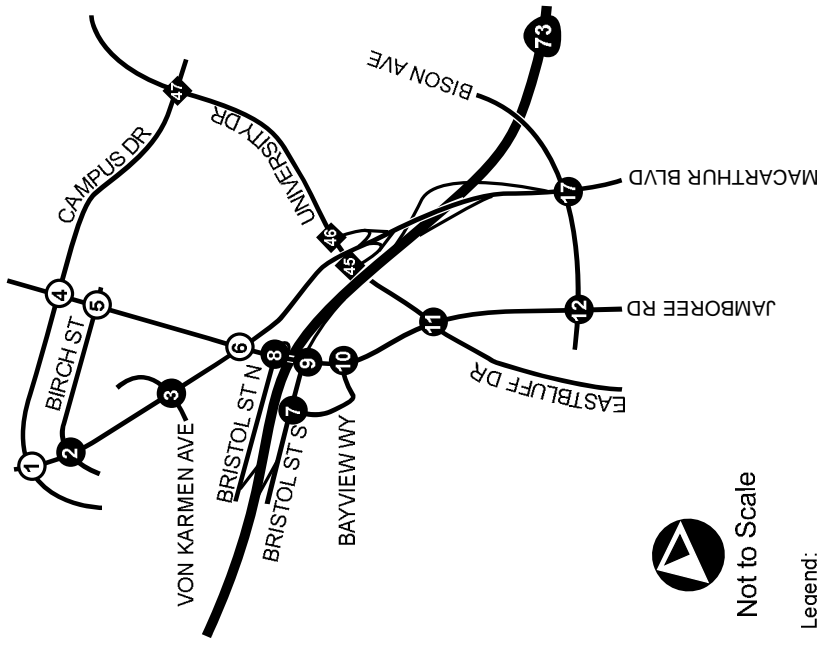 CAMPUS DR
47
UNIVERSITY DR
BISON AVE
73
4
5
BIRCH ST
46
45
17
MACARTHUR BLVD
1
2
3
6
8
9
10
11
12
JAMBOREE RD
7
EASTBLUFF DR
BRISTOL ST N
BRISTOL ST S
VON KARMEN AVE
BAYVIEW WY
Not to Scale
Legend: